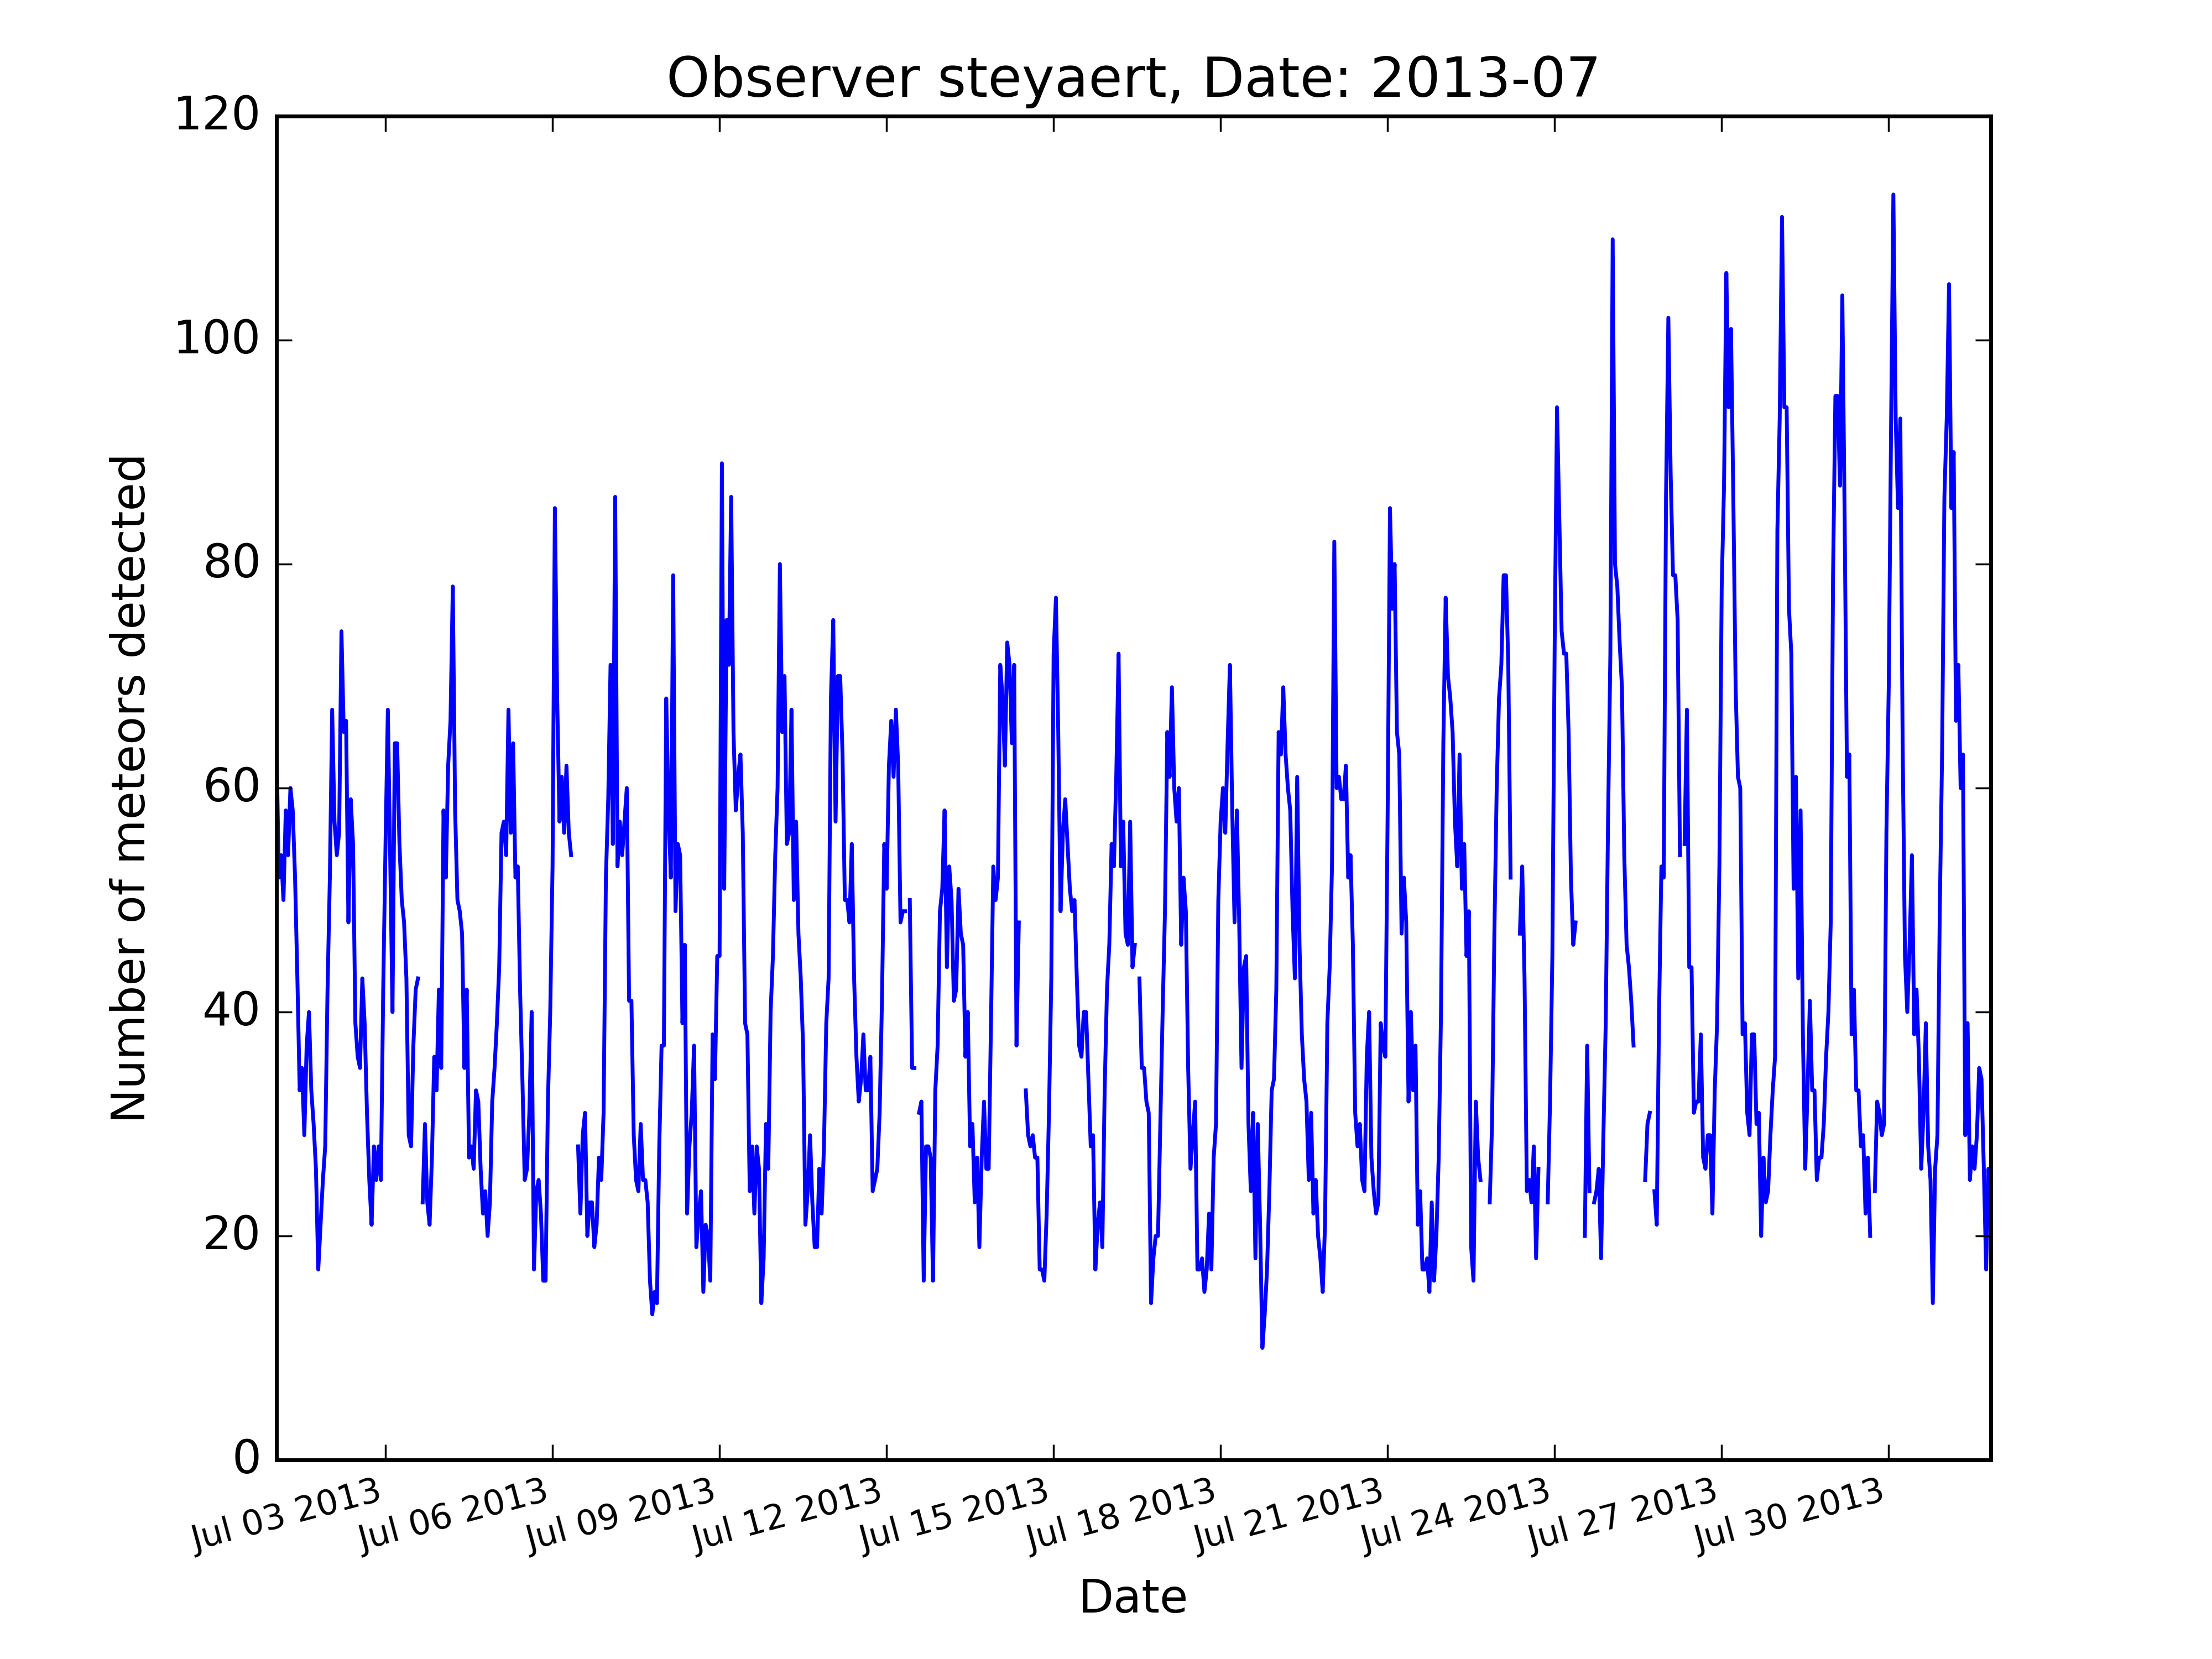 Observer steyaert, Date: 2013-07
120
100
80
60
40
20
0
Number of meteors detected
Jul 03 2013
Jul 06 2013
Jul 09 2013
Jul 12 2013
Jul 15 2013
Jul 18 2013
Jul 21 2013
Jul 24 2013
Jul 27 2013
Jul 30 2013
Date